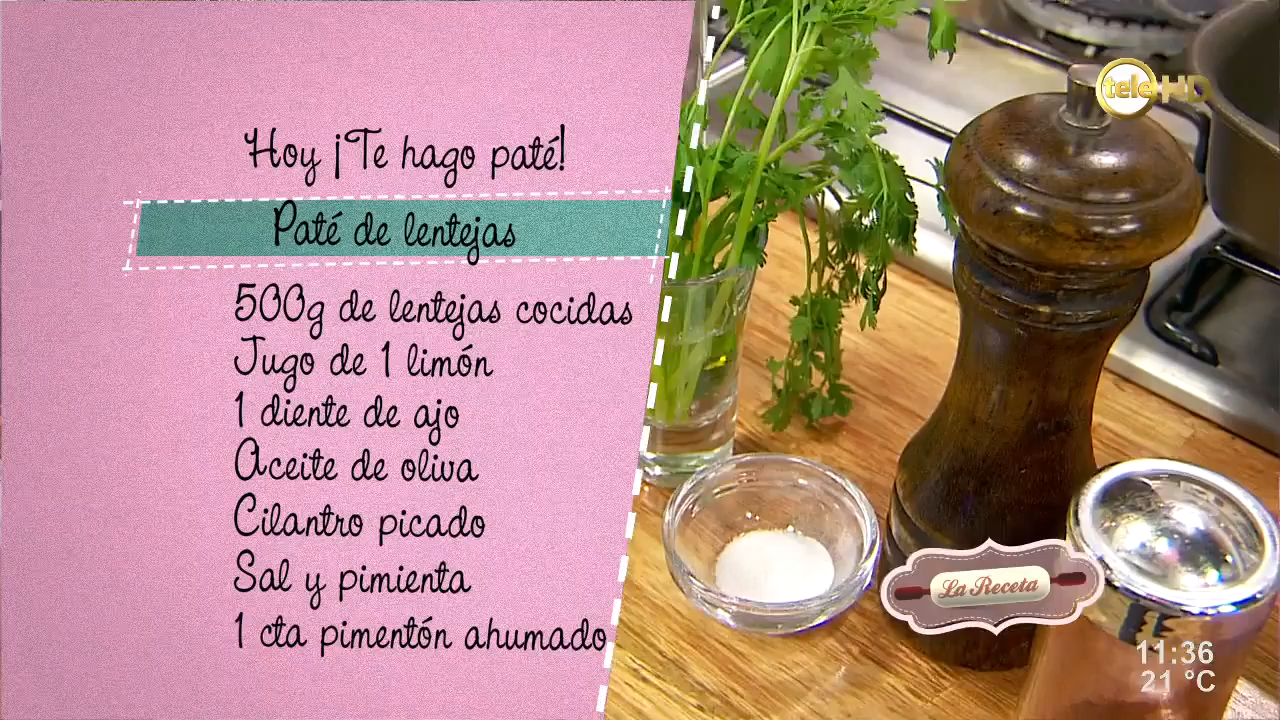 Hoy ¡Te hago paté!
Paté de lentejas
500g de lentejas cocidas
Jugo de 1 limón
1 diente de ajo
Aceite de oliva
Cilantro picado
Sal y pimienta
1 cta pimentón ahumado
tele HD
La Receta
11:36
21 °C